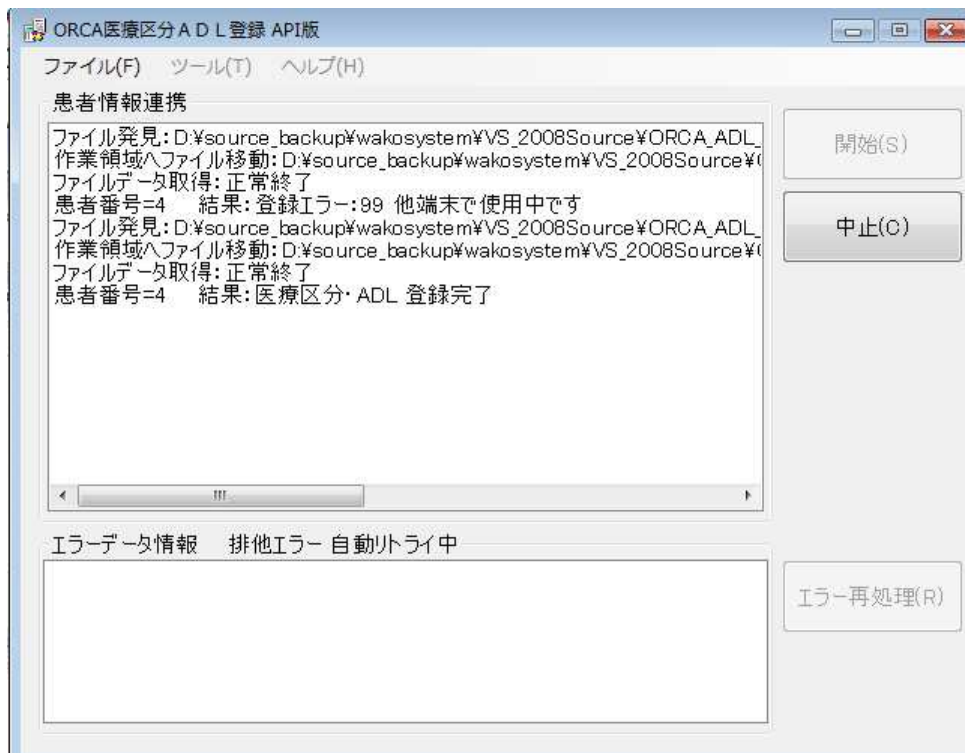 ORCA医療区分ＡＤＬ登録 API版
ファイル(F) ツール(T) ヘルプ(H)
患者情報連携
ファイル発見：D:¥source_backup¥wakosystem¥VS_2008Source¥ORCA_ADL_
作業領域へファイル移動：D:¥source_backup¥wakosystem¥VS_2008Source¥
ファイルデータ取得：正常終了
患者番号=4 結果：登録エラー：99 他端末で使用中です
ファイル発見：D:¥source_backup¥wakosystem¥VS_2008Source¥ORCA_ADL_
作業領域へファイル移動：D:¥source_backup¥wakosystem¥VS_2008Source¥
ファイルデータ取得：正常終了
患者番号=4 結果：医療区分・ADL 登録完了
開始(S)
中止(C)
エラーデータ情報 排他エラー 自動リトライ中
エラー再処理(R)